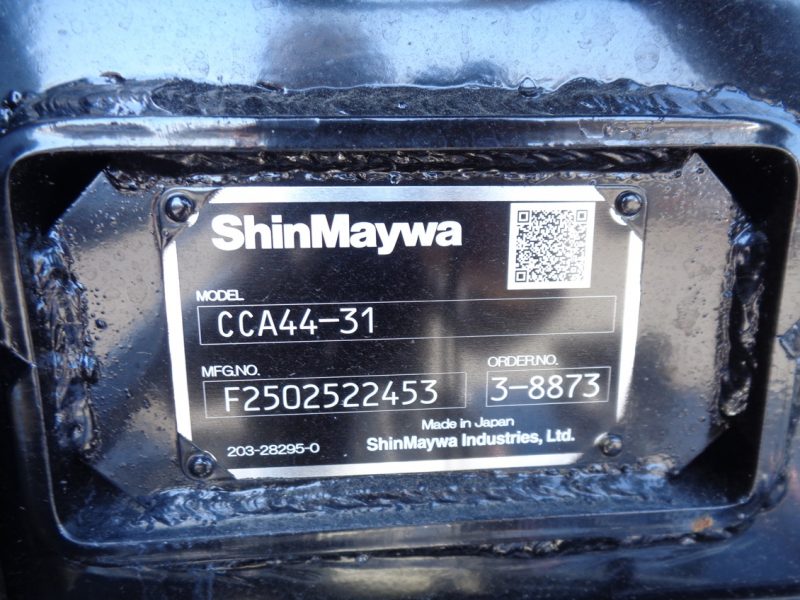 ShinMaywa
MODEL
CCA44-31
MFG.NO. ORDER.NO.
F2502522453 3-8873
Made in Japan
203-28295-0 ShinMaywa Industries, Ltd.